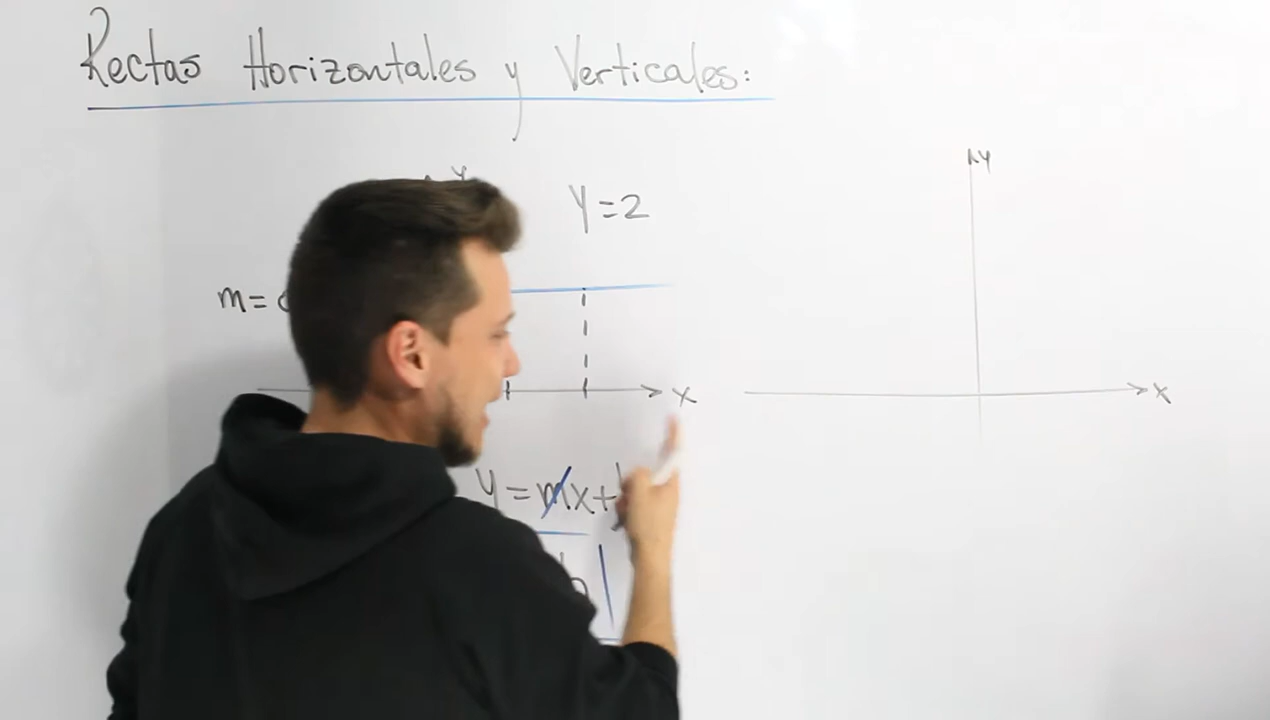 Rectas Horizontales y Verticales:
y
y
Y=2
m=
x
x
y=mx+
b